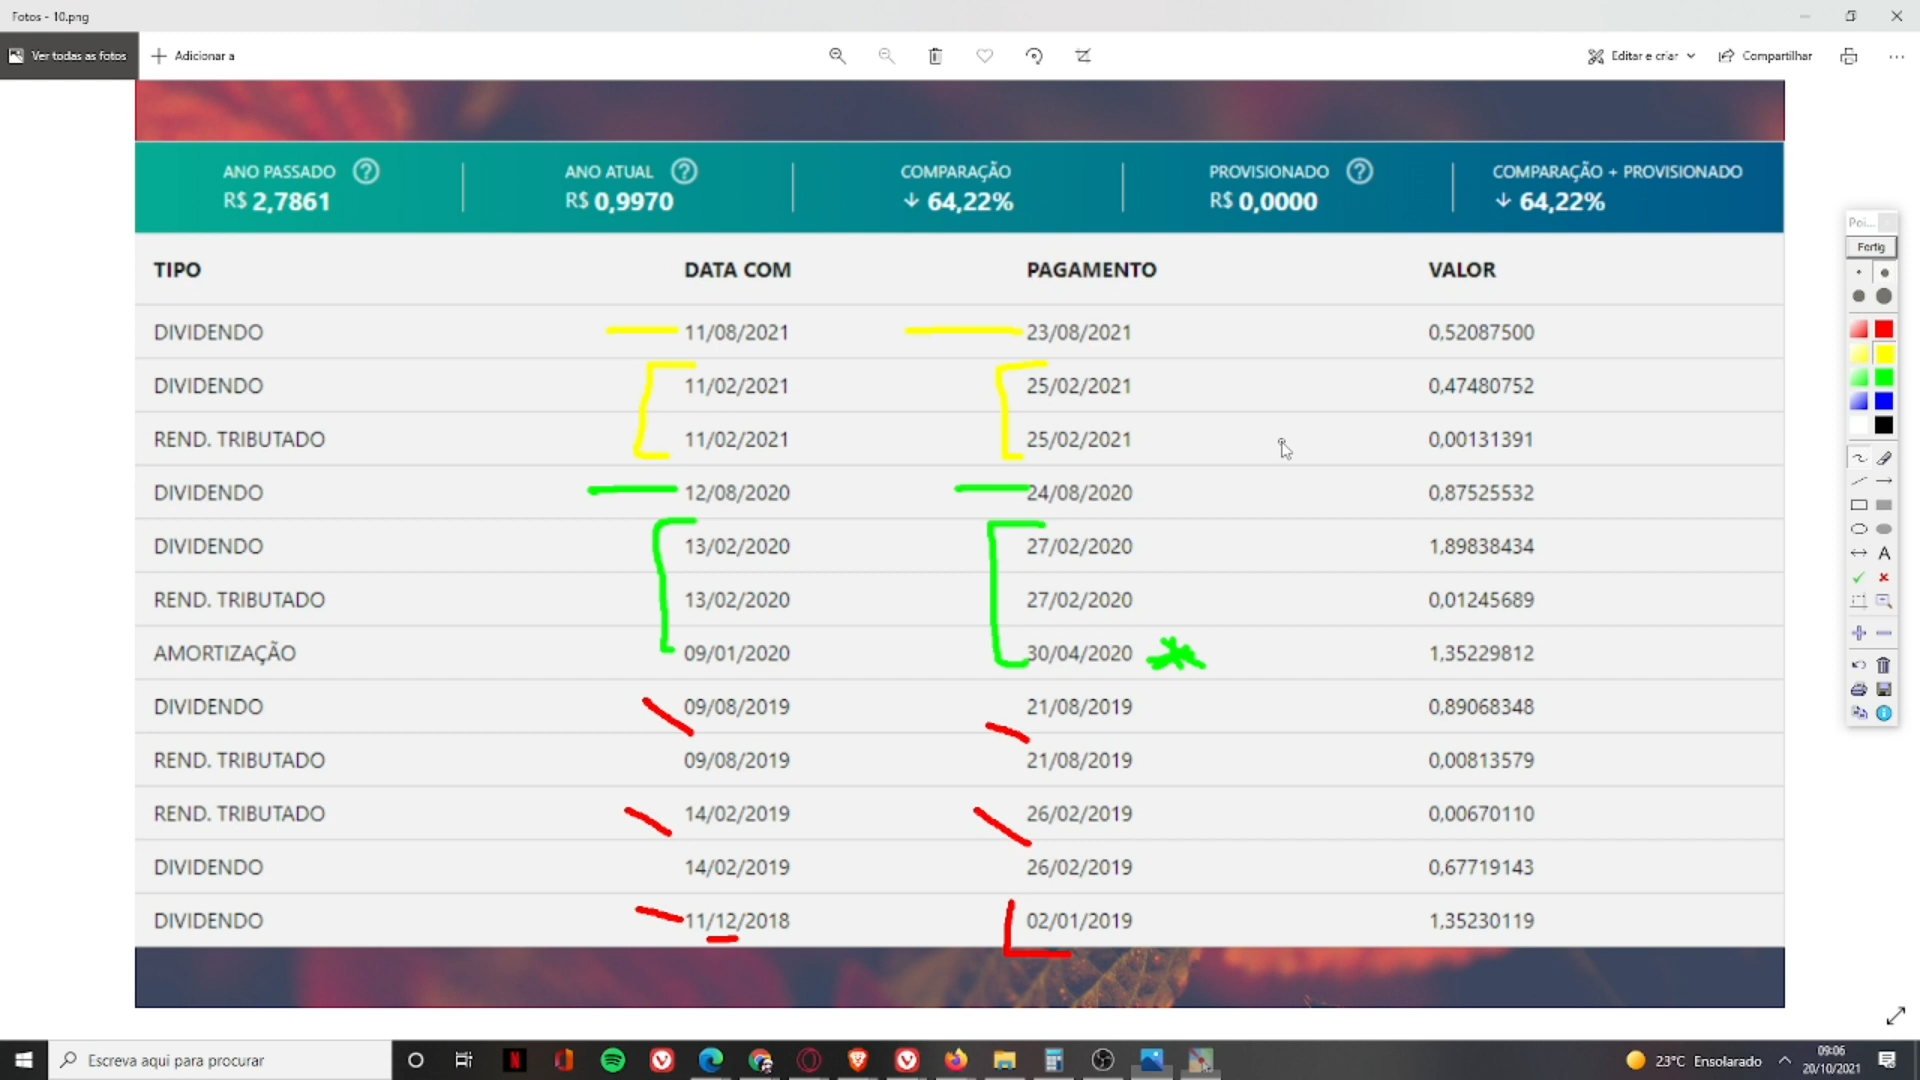 Fotos - 10.png
Ver todas as fotos
Adicionar a
Editar e criar
Compartilhar
ANO PASSADO ?
R$ 2,7861
ANO ATUAL ?
R$ 0,9970
COMPARAÇÃO
64,22%
PROVISIONADO ?
R$ 0,0000
COMPARAÇÃO + PROVISIONADO
64,22%
Poi...
Fertig
TIPO DATA COM PAGAMENTO VALOR
DIVIDENDO 11/08/2021 23/08/2021 0,52087500
DIVIDENDO 11/02/2021 25/02/2021 0,47480752
REND. TRIBUTADO 11/02/2021 25/02/2021 0,00131391
DIVIDENDO 12/08/2020 24/08/2020 0,87525532
DIVIDENDO 13/02/2020 27/02/2020 1,89838434
REND. TRIBUTADO 13/02/2020 27/02/2020 0,01245689
AMORTIZAÇÃO 09/01/2020 30/04/2020 1,35229812
DIVIDENDO 09/08/2019 21/08/2019 0,89068348
REND. TRIBUTADO 09/08/2019 21/08/2019 0,00813579
REND. TRIBUTADO 14/02/2019 26/02/2019 0,00670110
DIVIDENDO 14/02/2019 26/02/2019 0,67719143
DIVIDENDO 11/12/2018 02/01/2019 1,35230119
A
Escreva aqui para procurar
23°C Ensolarado
09:06
20/10/2021